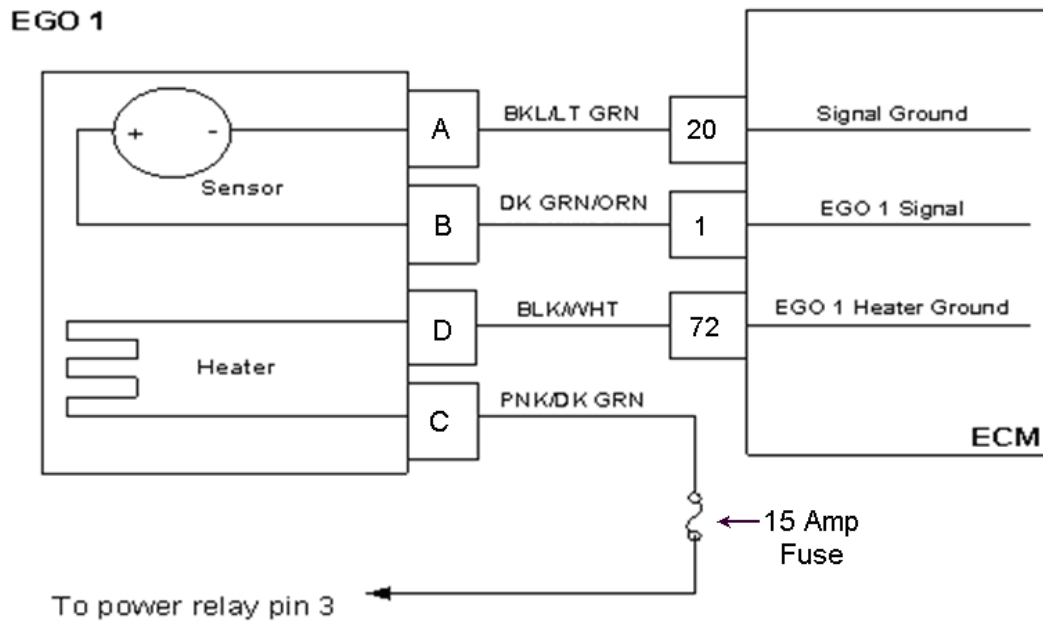 EGO 1
A
BKL/LT GRN
20
Signal Ground
+ -
Sensor
B
DK GRN/ORN
1
EGO 1 Signal
D
BLK/WHT
72
EGO 1 Heater Ground
Heater
C
PNK/DK GRN
ECM
15 Amp
Fuse
To power relay pin 3